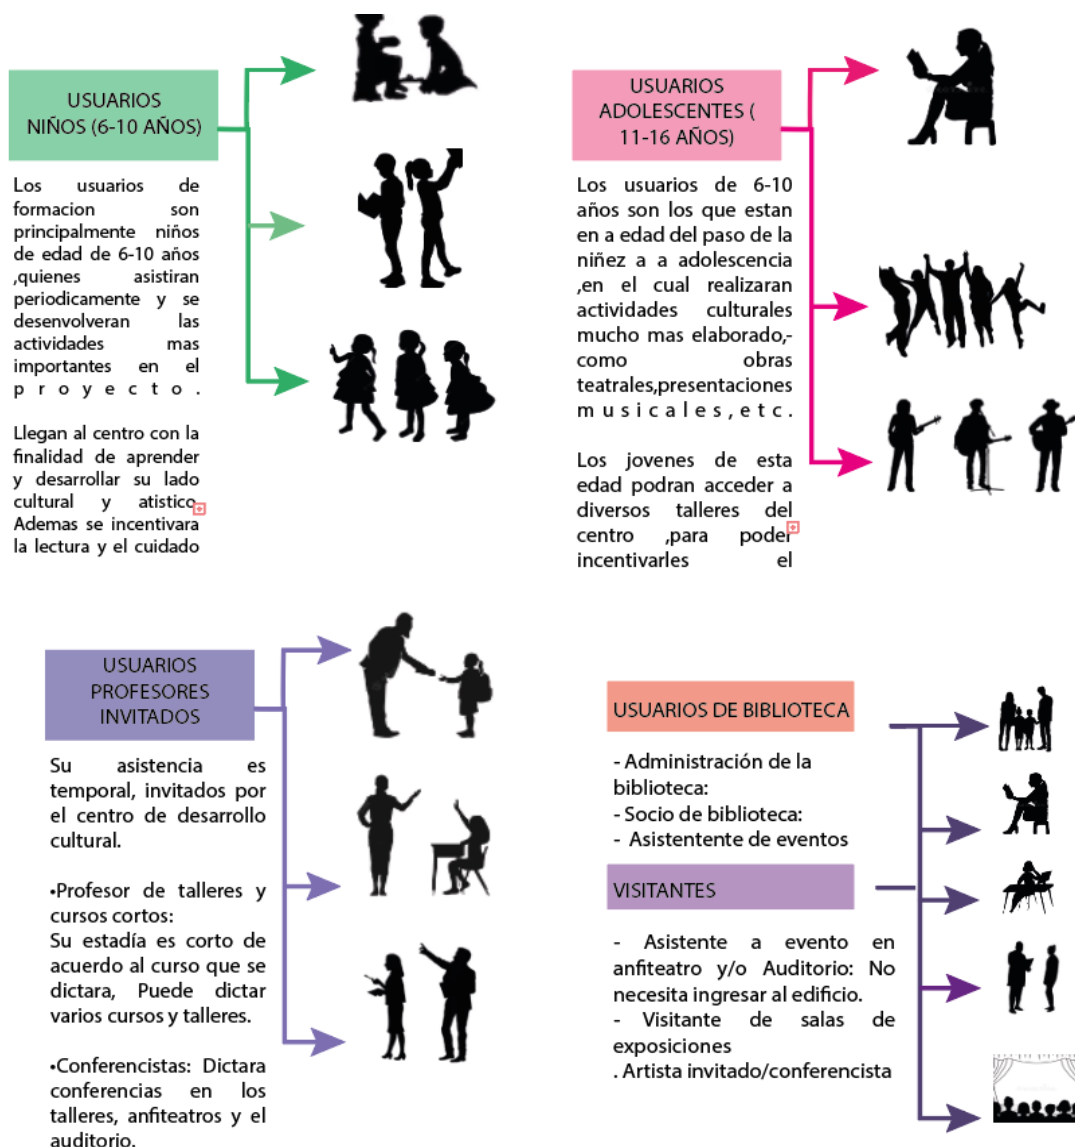 USUARIOS
NIÑOS (6-10 AÑOS)
Los usuarios de
formacion son
principalmente niños
de edad de 6-10 años
,quienes asistiran
periodicamente y se
desenvolveran las
actividades mas
importantes en el
proyecto.
Llegan al centro con la
finalidad de aprender
y desarrollar su lado
cultural y atistico.
Ademas se incentivara
la lectura y el cuidado
USUARIOS
ADOLESCENTES (
11-16 AÑOS)
Los usuarios de 6-10
años son los que estan
en a edad del paso de la
niñez a a adolescencia
,en el cual realizaran
actividades culturales
mucho mas elaborado,-
como obras
teatrales,presentaciones
musicales,etc.
Los jovenes de esta
edad podran acceder a
diversos talleres del
centro ,para poder
incentivarles el
USUARIOS
PROFESORES
INVITADOS
Su asistencia es
temporal, invitados por
el centro de desarrollo
cultural.
•Profesor de talleres y
cursos cortos:
Su estadía es corto de
acuerdo al curso que se
dictara, Puede dictar
varios cursos y talleres.
•Conferencistas: Dictara
conferencias en los
talleres, anfiteatros y el
auditorio.
USUARIOS DE BIBLIOTECA
- Administración de la
biblioteca:
- Socio de biblioteca:
- Asistentente de eventos
VISITANTES
- Asistente a evento en
anfiteatro y/o Auditorio: No
necesita ingresar al edificio.
- Visitante de salas de
exposiciones
. Artista invitado/conferencista